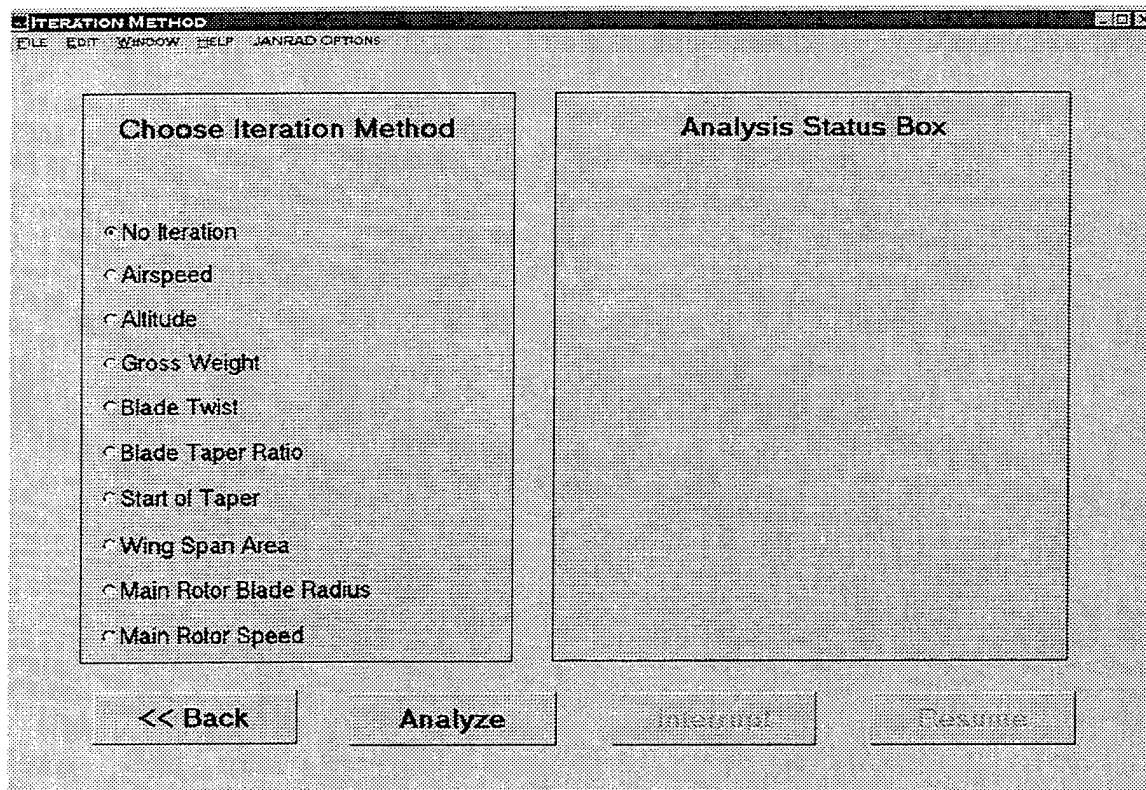 ITERATION METHOD
FILE EDIT WINDOW HELP JANRAD OPTIONS
Choose Iteration Method
No Iteration
Airspeed
Altitude
Gross Weight
Blade Twist
Blade Taper Ratio
Start of Taper
Wing Span Area
Main Rotor Blade Radius
Main Rotor Speed
Analysis Status Box
<< Back
Analyze
Interrupt
Resume